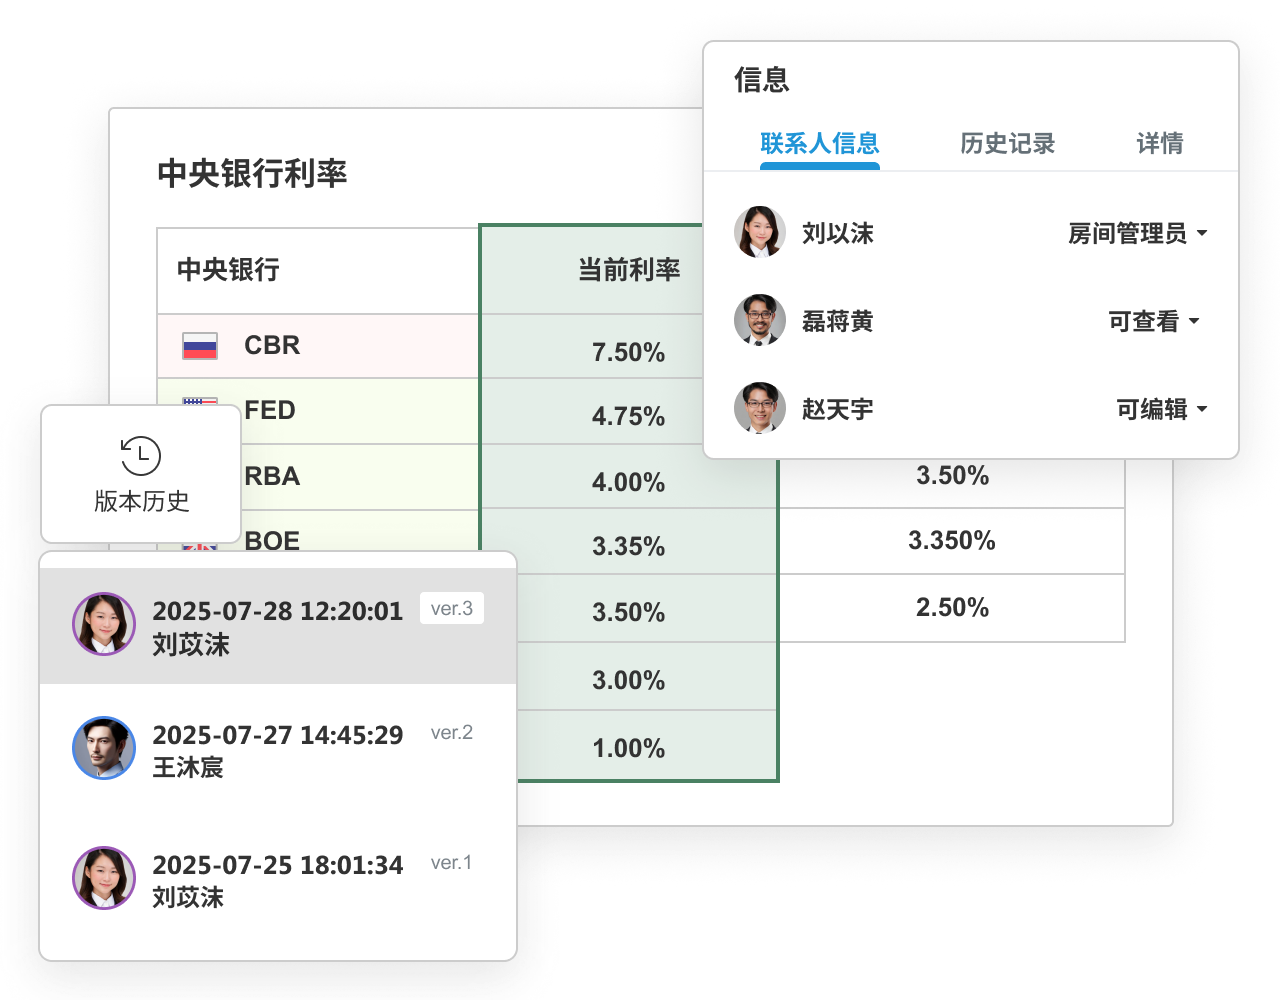 信息
联系人信息 历史记录 详情
刘以沫 房间管理员
磊蒋黄 可查看
赵天宇 可编辑
中央银行利率
中央银行 当前利率
CBR 7.50%
FED 4.75%
RBA 4.00% 3.50%
BOE 3.35% 3.350%
3.50% 2.50%
3.00%
1.00%
版本历史
2025-07-28 12:20:01 ver.3
刘苡沫
2025-07-27 14:45:29 ver.2
王沐宸
2025-07-25 18:01:34 ver.1
刘苡沫